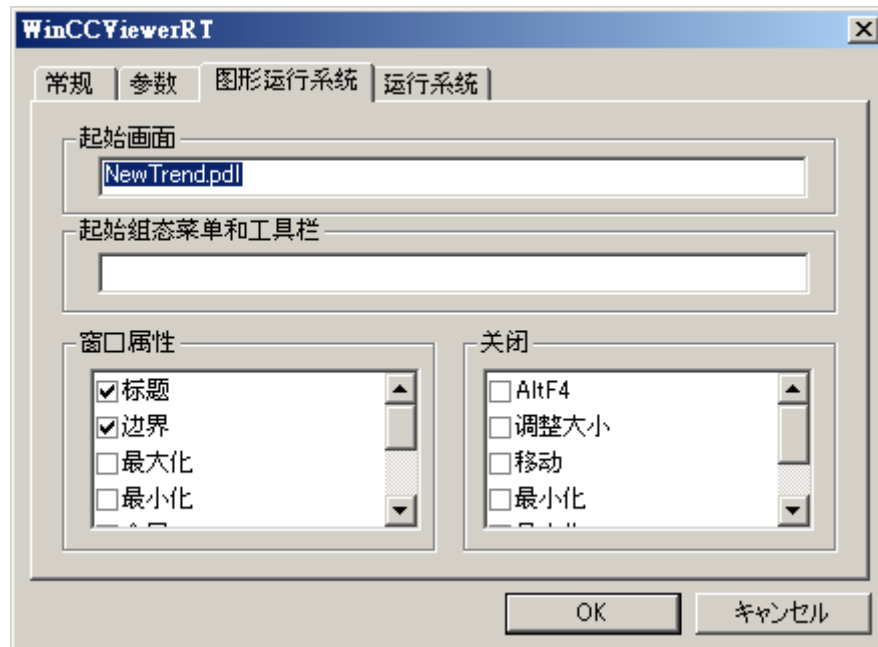 WinCCViewerRT
常规
参数
图形运行系统
运行系统
起始画面
NewTrend.pdl
起始组态菜单和工具栏
窗口属性
标题
边界
最大化
最小化
关闭
AltF4
调整大小
移动
最小化
OK
キャンセル